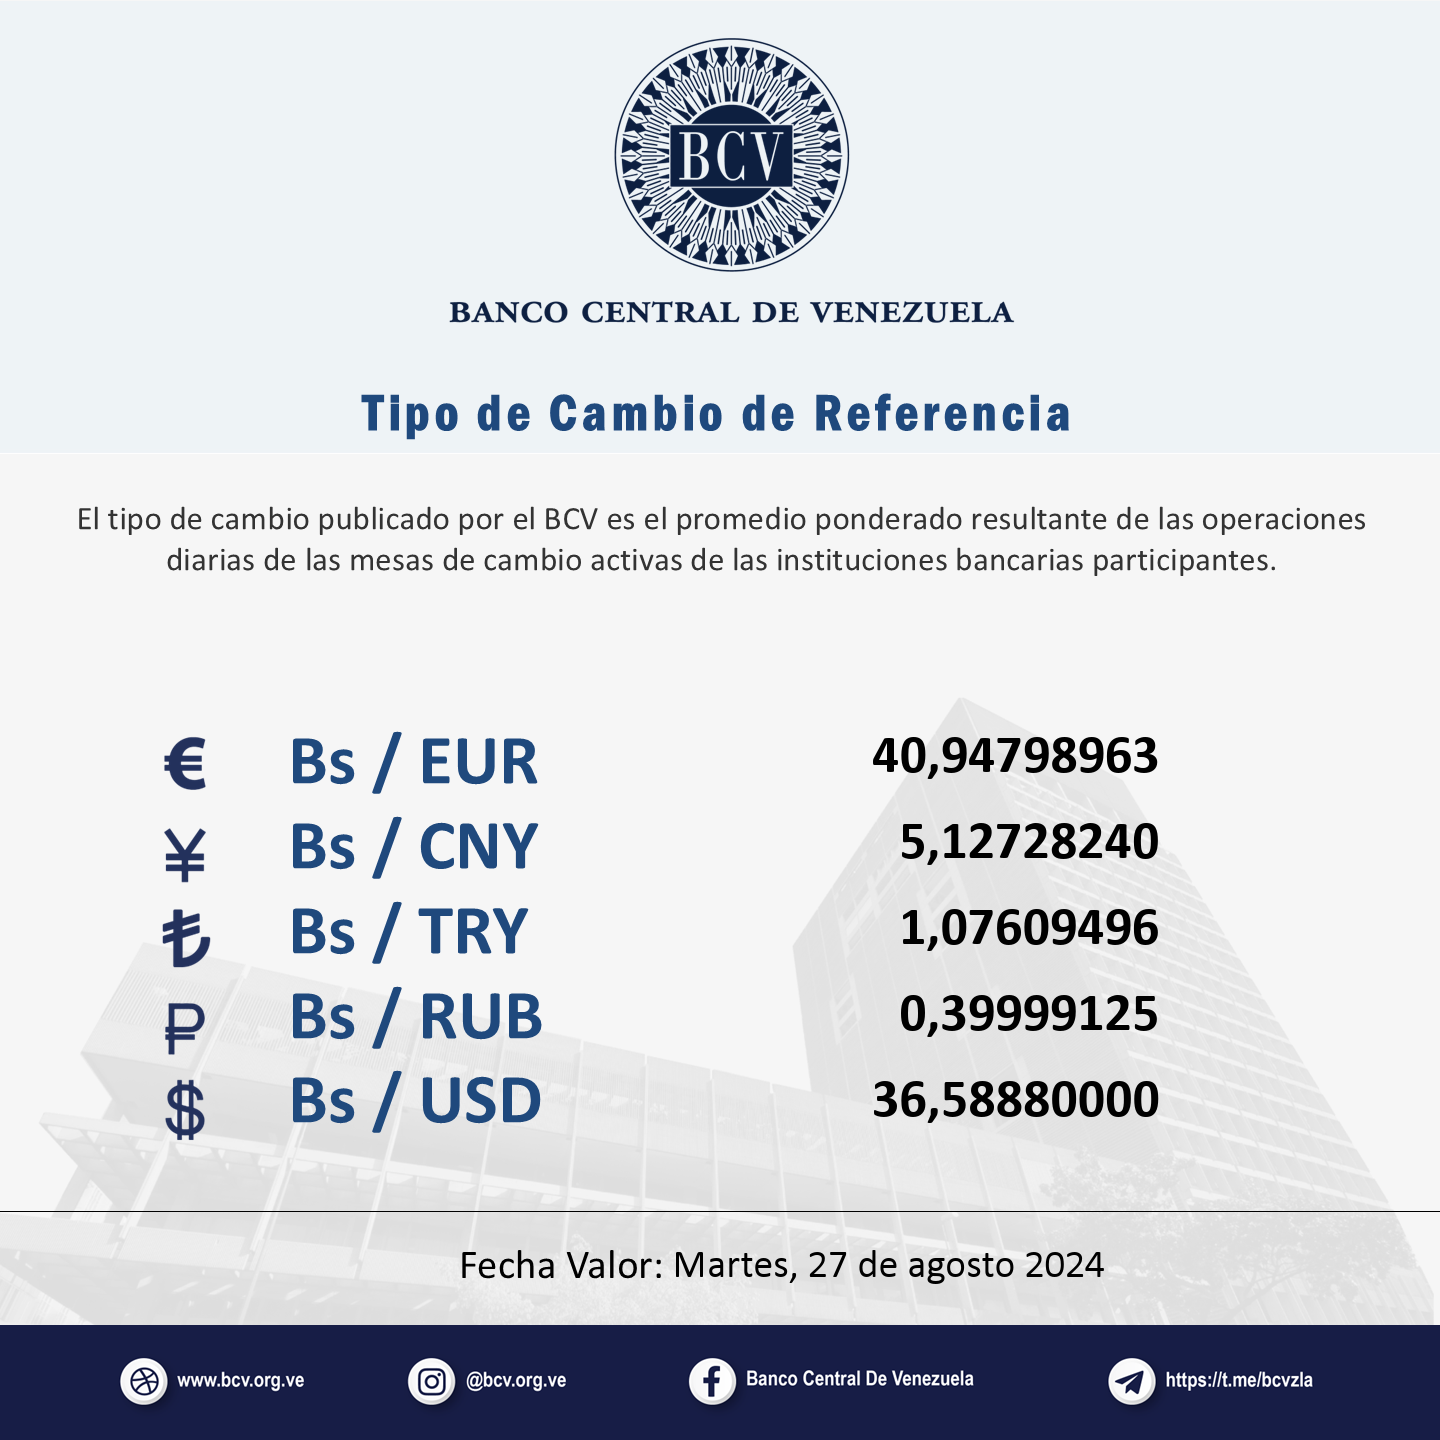 BCV
BANCO CENTRAL DE VENEZUELA
Tipo de Cambio de Referencia
El tipo de cambio publicado por el BCV es el promedio ponderado resultante de las operaciones
diarias de las mesas de cambio activas de las instituciones bancarias participantes.
€ Bs / EUR 40,94798963
¥ Bs / CNY 5,12728240
₺ Bs / TRY 1,07609496
₽ Bs / RUB 0,39999125
$ Bs / USD 36,58880000
Fecha Valor: Martes, 27 de agosto 2024
www.bcv.org.ve @bcv.org.ve Banco Central De Venezuela https://t.me/bcvzla